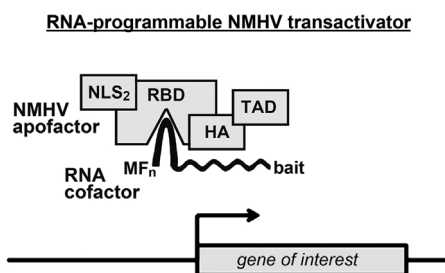 RNA-programmable NMHV transactivator
NLS2
RBD
TAD
NMHV
apofactor
HA
RNA
cofactor
MFn
bait
gene of interest